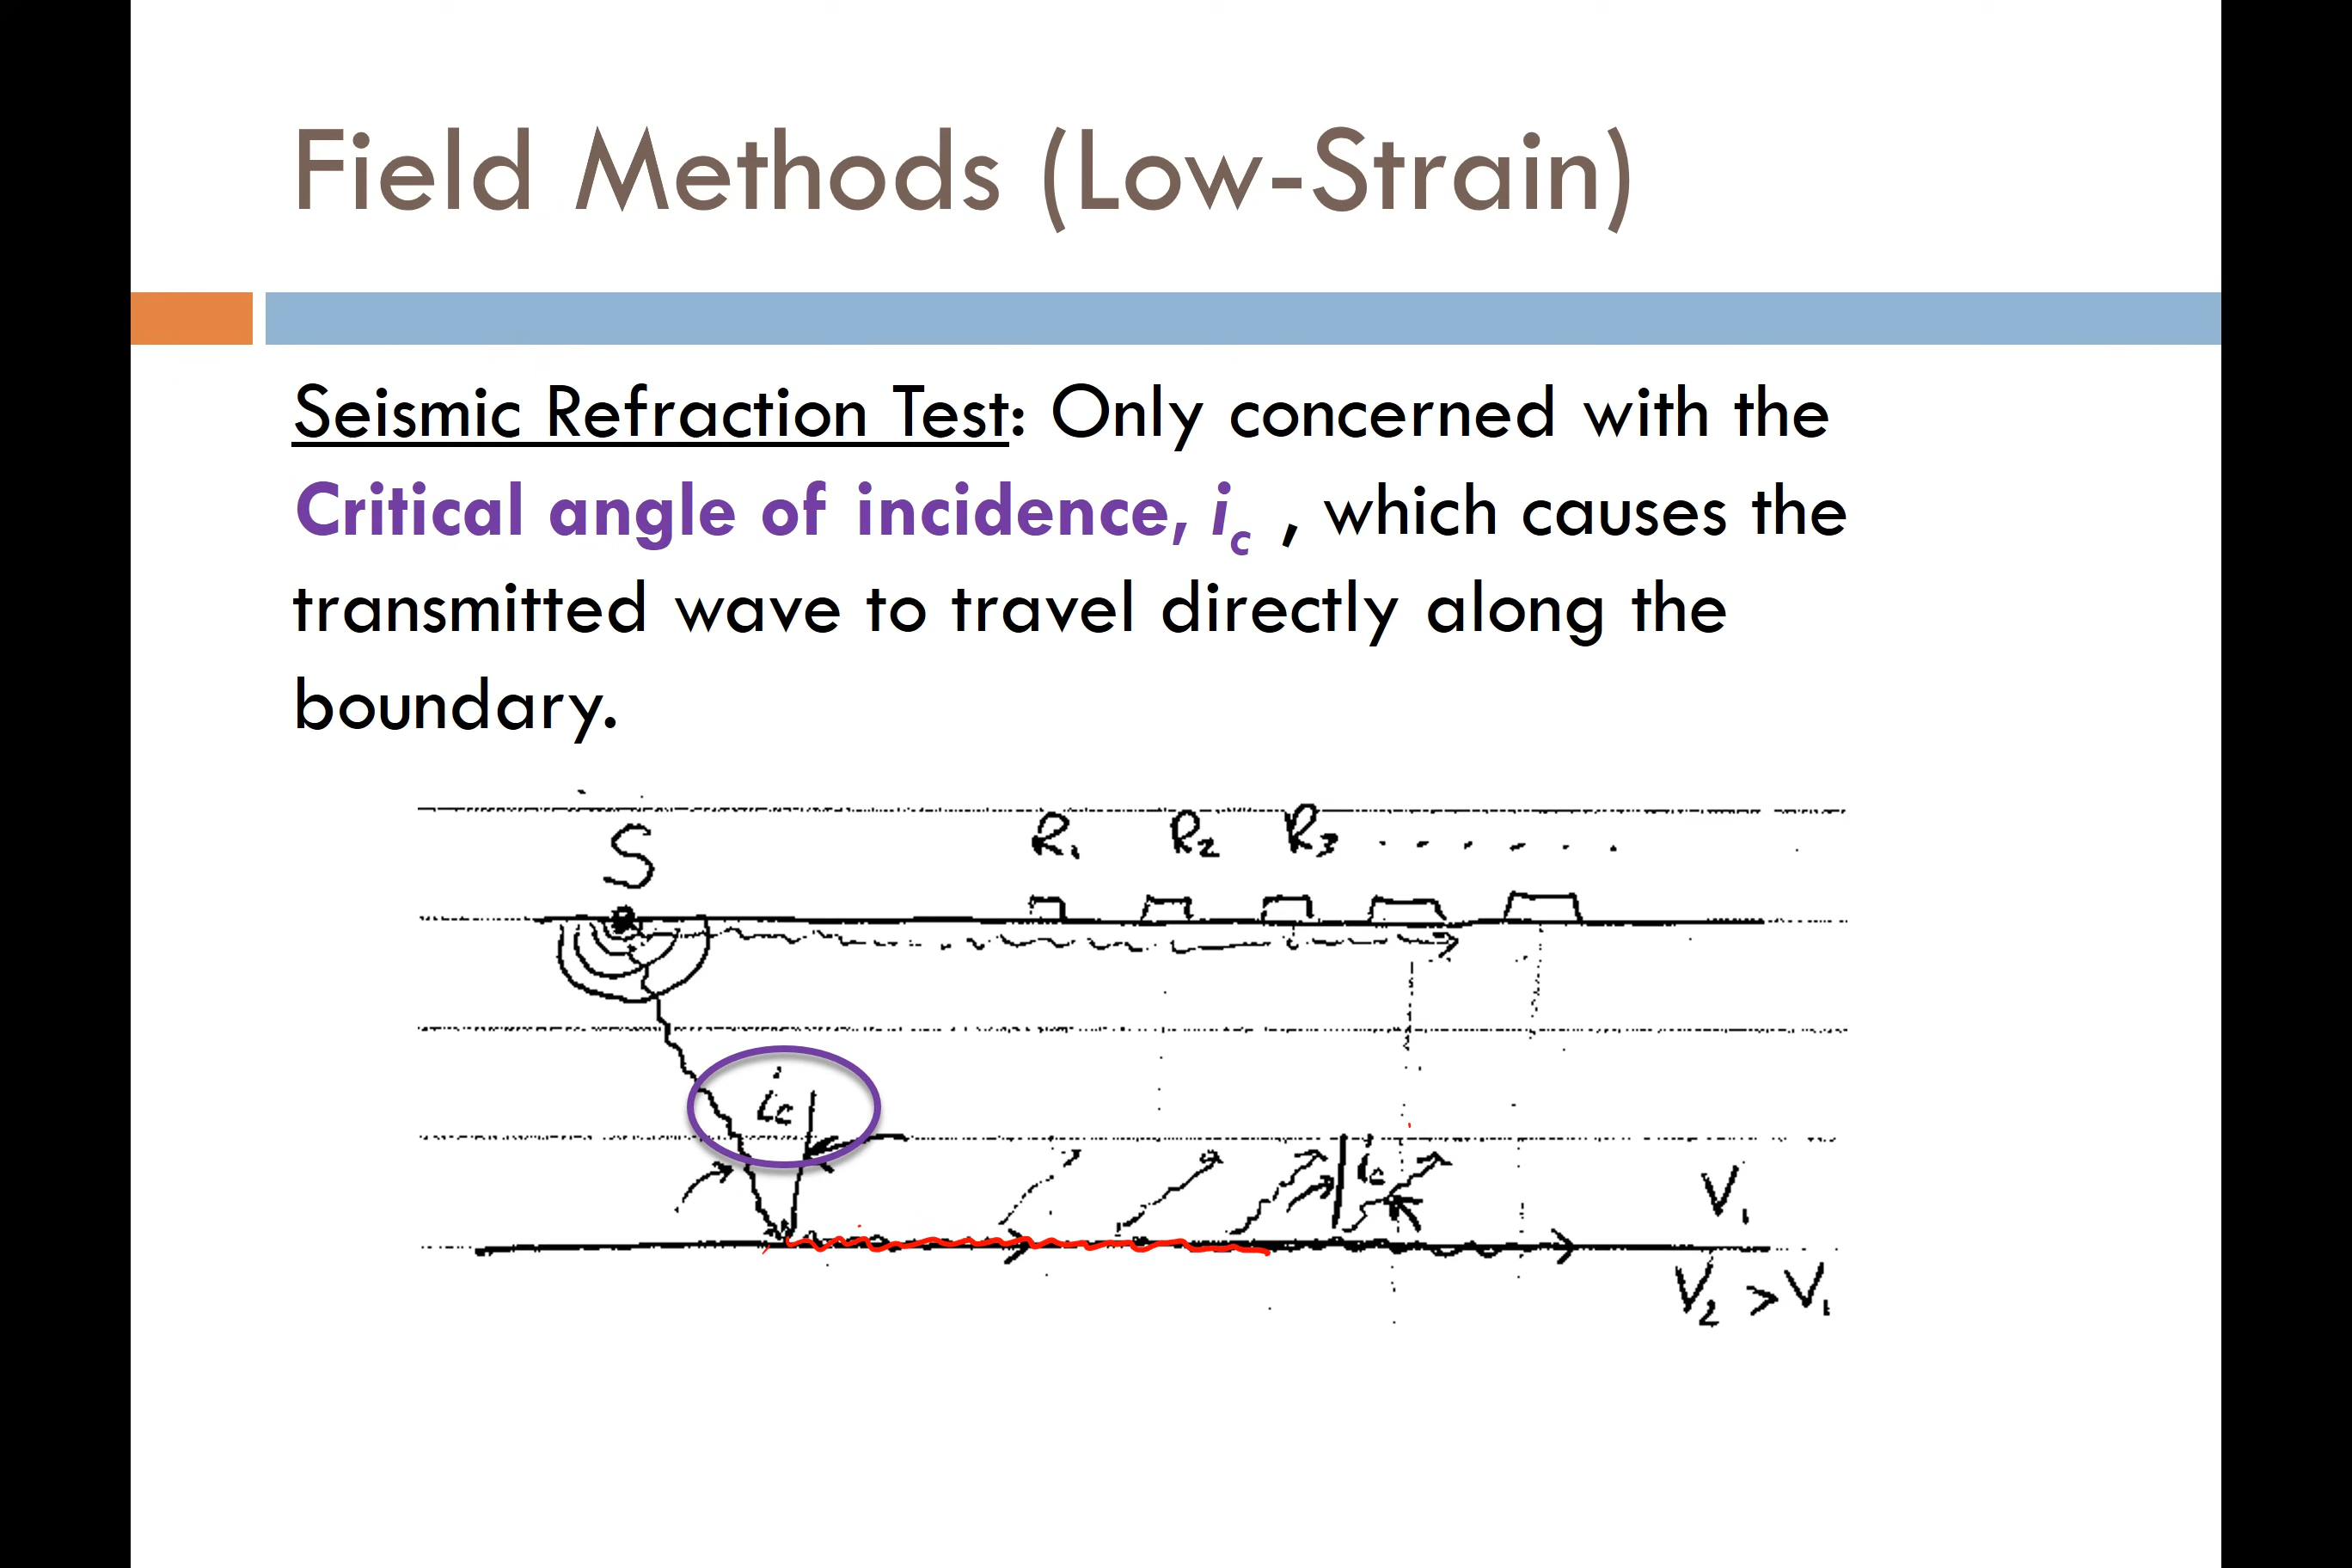 Field Methods (Low-Strain)
Seismic Refraction Test: Only concerned with the
Critical angle of incidence, ic , which causes the
transmitted wave to travel directly along the
boundary.
S
R1 R2 R3 . . . . . .
ic
ic
V1
V2 > V1